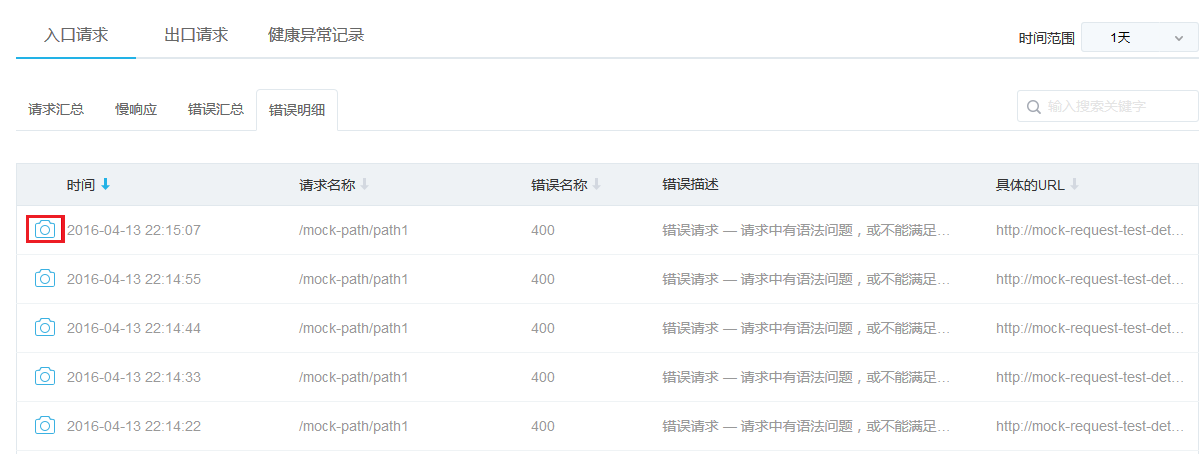 入口请求 出口请求 健康异常记录 时间范围 1天
请求汇总 慢响应 错误汇总 错误明细 输入搜索关键字
时间 请求名称 错误名称 错误描述 具体的URL
2016-04-13 22:15:07 /mock-path/path1 400 错误请求 — 请求中有语法问题，或不能满足... http://mock-request-test-det...
2016-04-13 22:14:55 /mock-path/path1 400 错误请求 — 请求中有语法问题，或不能满足... http://mock-request-test-det...
2016-04-13 22:14:44 /mock-path/path1 400 错误请求 — 请求中有语法问题，或不能满足... http://mock-request-test-det...
2016-04-13 22:14:33 /mock-path/path1 400 错误请求 — 请求中有语法问题，或不能满足... http://mock-request-test-det...
2016-04-13 22:14:22 /mock-path/path1 400 错误请求 — 请求中有语法问题，或不能满足... http://mock-request-test-det...